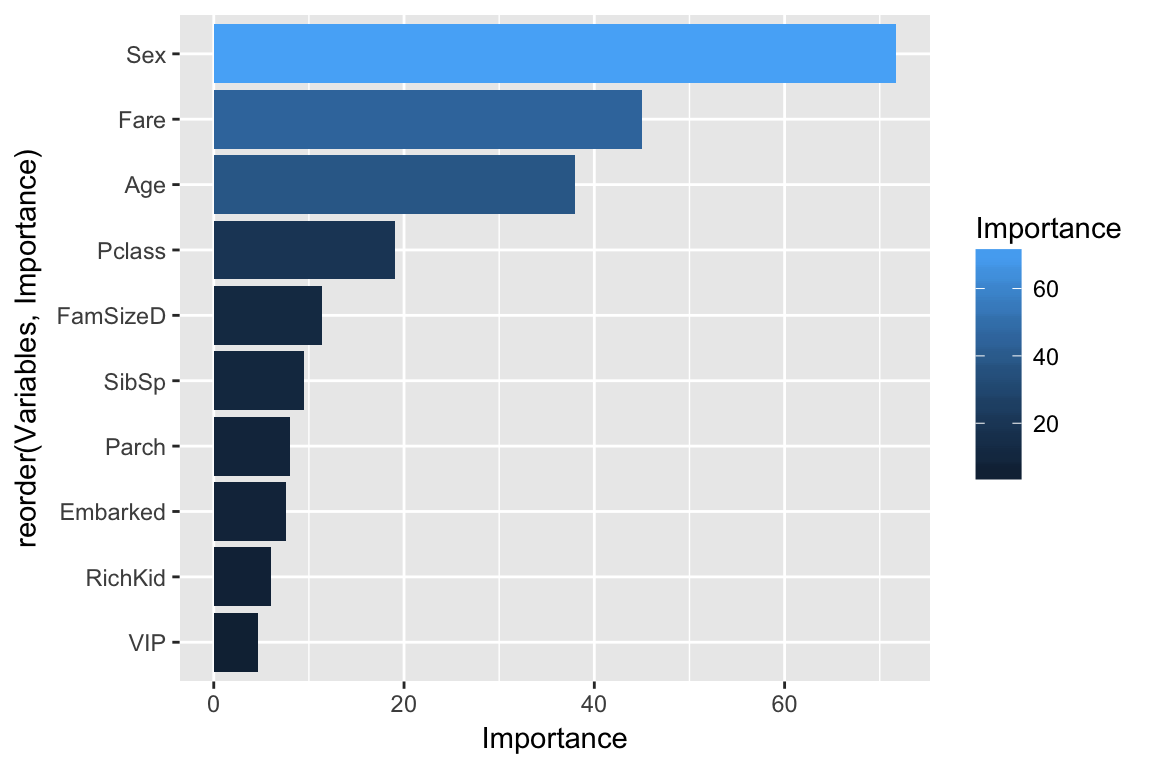 reorder(Variables, Importance)
Sex
Fare
Age
Pclass
FamSizeD
SibSp
Parch
Embarked
RichKid
VIP
0 20 40 60
Importance
Importance
60
40
20